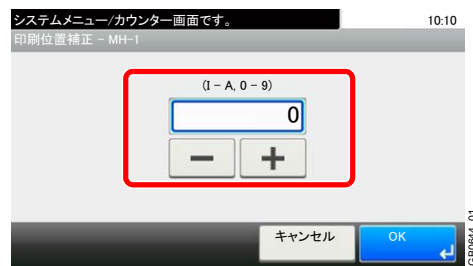 システムメニュー/カウンター画面です。
10:10
印刷位置補正 - MH-1
(I - A, 0 - 9)
0
キャンセル
OK
GB0644_01